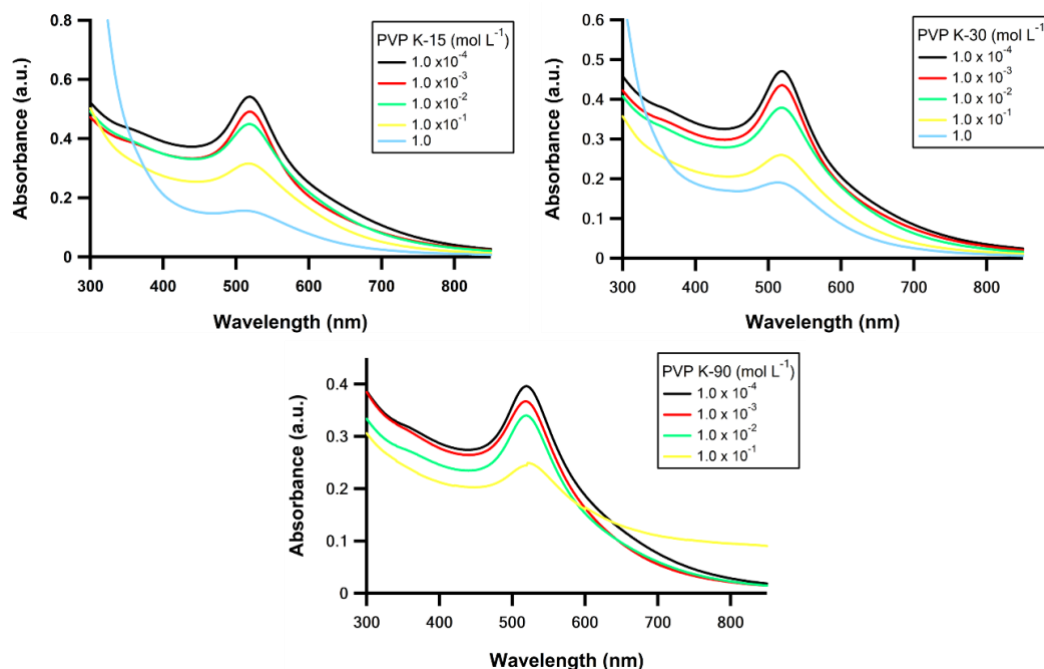 PVP K-15 (mol L⁻¹)
1.0 x10⁻⁴
1.0 x10⁻³
1.0 x10⁻²
1.0 x10⁻¹
1.0
0.8
0.6
0.4
0.2
0
Absorbance (a.u.)
300 400 500 600 700 800
Wavelength (nm)
PVP K-30 (mol L⁻¹)
1.0 x10⁻⁴
1.0 x10⁻³
1.0 x10⁻²
1.0 x10⁻¹
1.0
0.6
0.5
0.4
0.3
0.2
0.1
0
Absorbance (a.u.)
300 400 500 600 700 800
Wavelength (nm)
PVP K-90 (mol L⁻¹)
1.0 x 10⁻⁴
1.0 x 10⁻³
1.0 x 10⁻²
1.0 x 10⁻¹
0.4
0.3
0.2
0.1
0
Absorbance (a.u.)
300 400 500 600 700 800
Wavelength (nm)